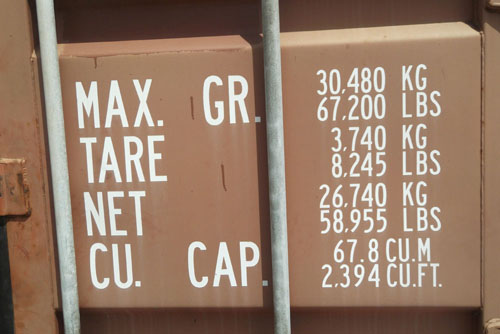 MAX. GR. 30,480 KG
67,200 LBS
TARE 3,740 KG
8,245 LBS
NET 26,740 KG
58,955 LBS
CU. CAP. 67.8 CU.M
2,394 CU.FT.